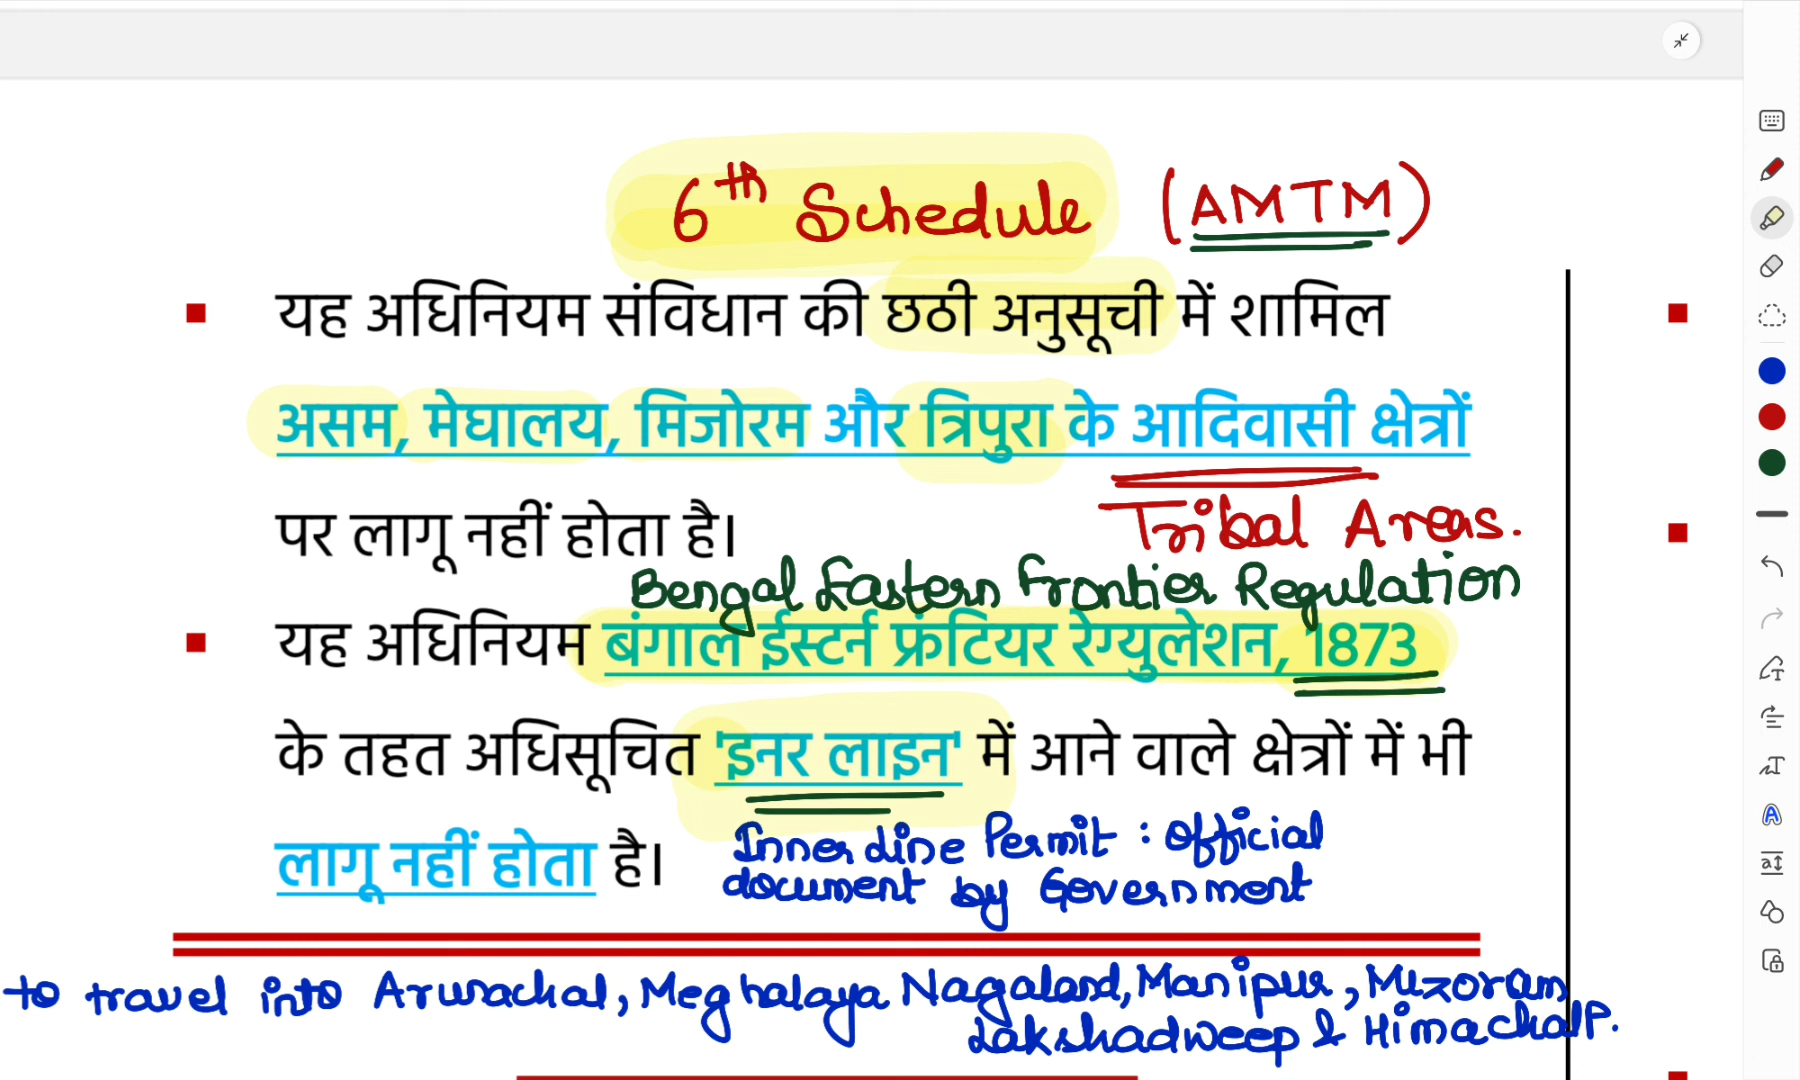 6th Schedule (AMTM)
यह अधिनियम संविधान की छठी अनुसूची में शामिल
असम, मेघालय, मिजोरम और त्रिपुरा के आदिवासी क्षेत्रों
पर लागू नहीं होता है।
Tribal Areas.
Bengal Eastern Frontier Regulation
यह अधिनियम बंगाल ईस्टर्न फ्रंटियर रेग्युलेशन, 1873
के तहत अधिसूचित 'इनर लाइन' में आने वाले क्षेत्रों में भी
लागू नहीं होता है।
Inner Line Permit : Official
document by Government
to travel into Arunachal, Meghalaya Nagaland, Manipur, Mizoram
Lakshadweep & Himachal P.